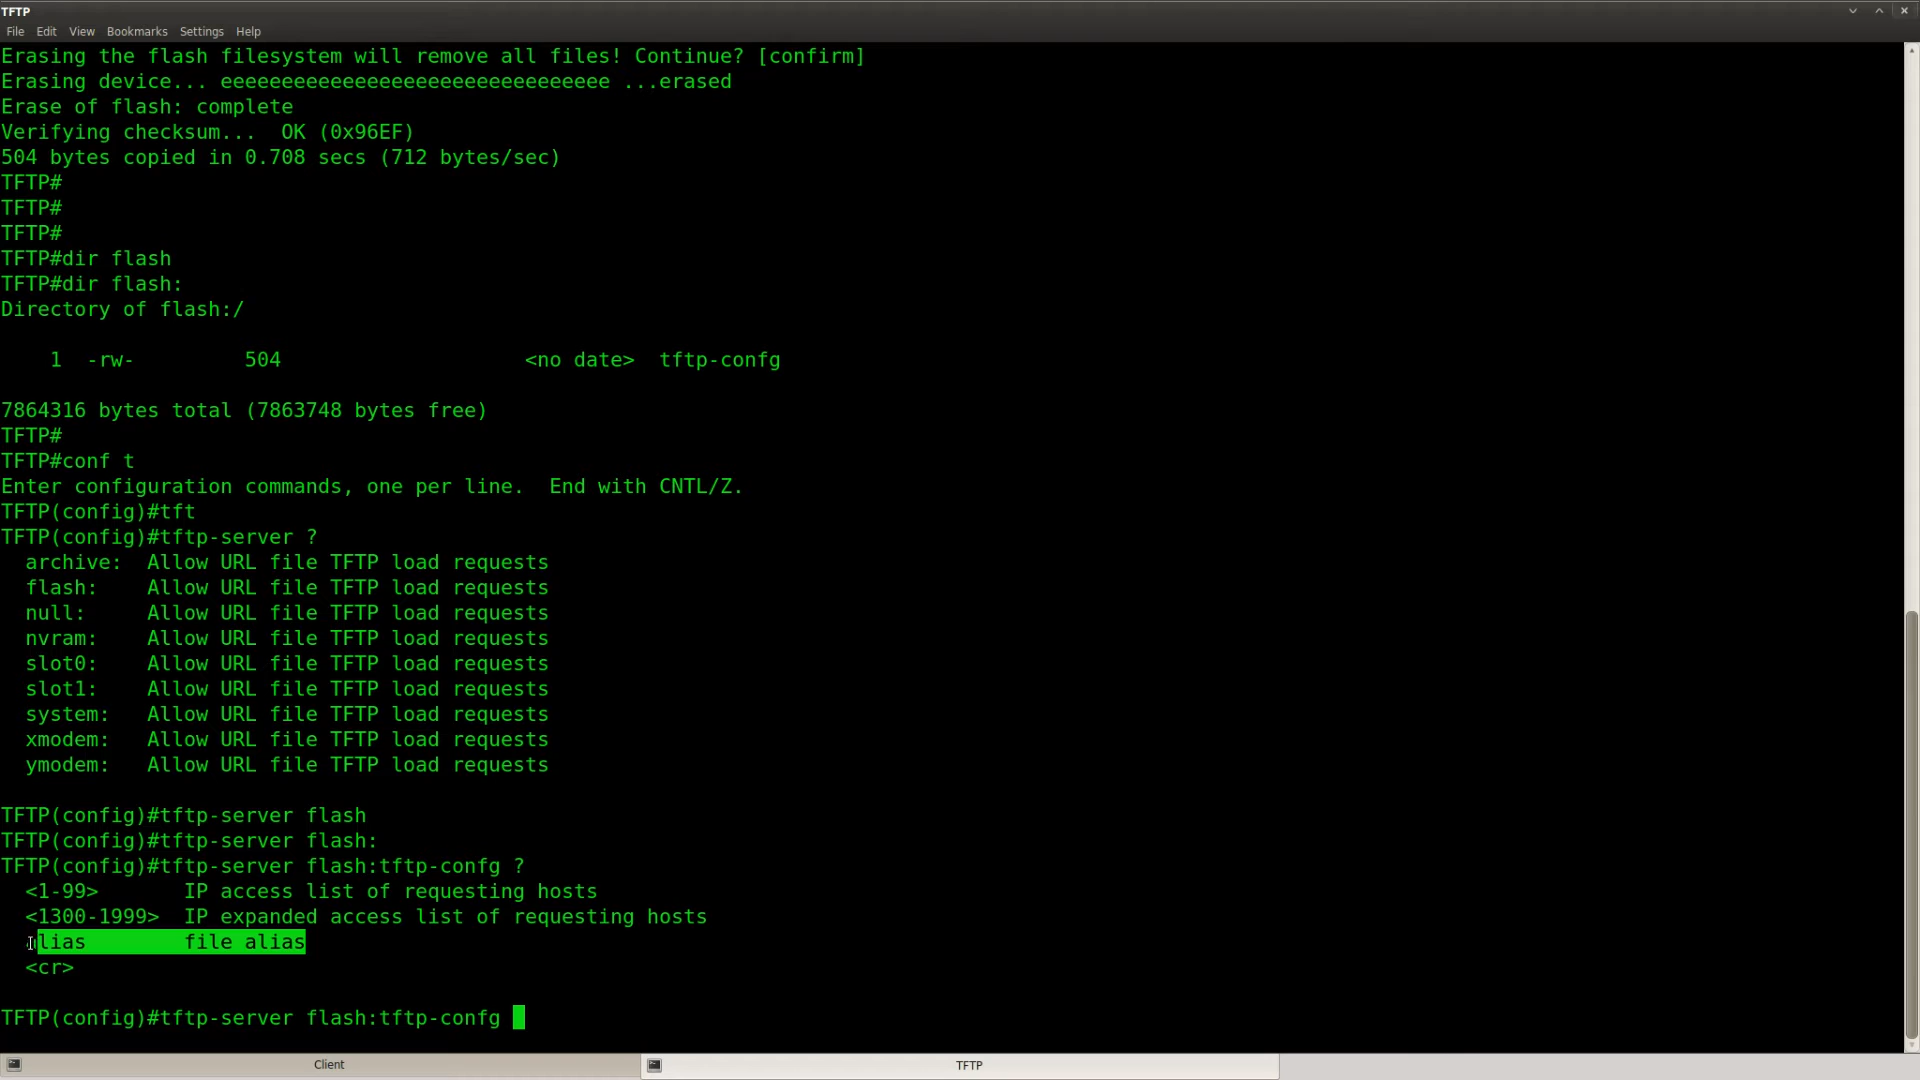 TFTP
File Edit View Bookmarks Settings Help
Erasing the flash filesystem will remove all files! Continue? [confirm]
Erasing device... eeeeeeeeeeeeeeeeeeeeeeeeeeeeeeee ...erased
Erase of flash: complete
Verifying checksum...  OK (0x96EF)
504 bytes copied in 0.708 secs (712 bytes/sec)
TFTP#
TFTP#
TFTP#
TFTP#dir flash
TFTP#dir flash:
Directory of flash:/
    1  -rw-         504                    <no date>  tftp-confg
7864316 bytes total (7863748 bytes free)
TFTP#
TFTP#conf t
Enter configuration commands, one per line.  End with CNTL/Z.
TFTP(config)#tft
TFTP(config)#tftp-server ?
  archive:  Allow URL file TFTP load requests
  flash:    Allow URL file TFTP load requests
  null:     Allow URL file TFTP load requests
  nvram:    Allow URL file TFTP load requests
  slot0:    Allow URL file TFTP load requests
  slot1:    Allow URL file TFTP load requests
  system:   Allow URL file TFTP load requests
  xmodem:   Allow URL file TFTP load requests
  ymodem:   Allow URL file TFTP load requests
TFTP(config)#tftp-server flash
TFTP(config)#tftp-server flash:
TFTP(config)#tftp-server flash:tftp-confg ?
  <1-99>       IP access list of requesting hosts
  <1300-1999>  IP expanded access list of requesting hosts
  alias        file alias
  <cr>
TFTP(config)#tftp-server flash:tftp-confg
Client TFTP